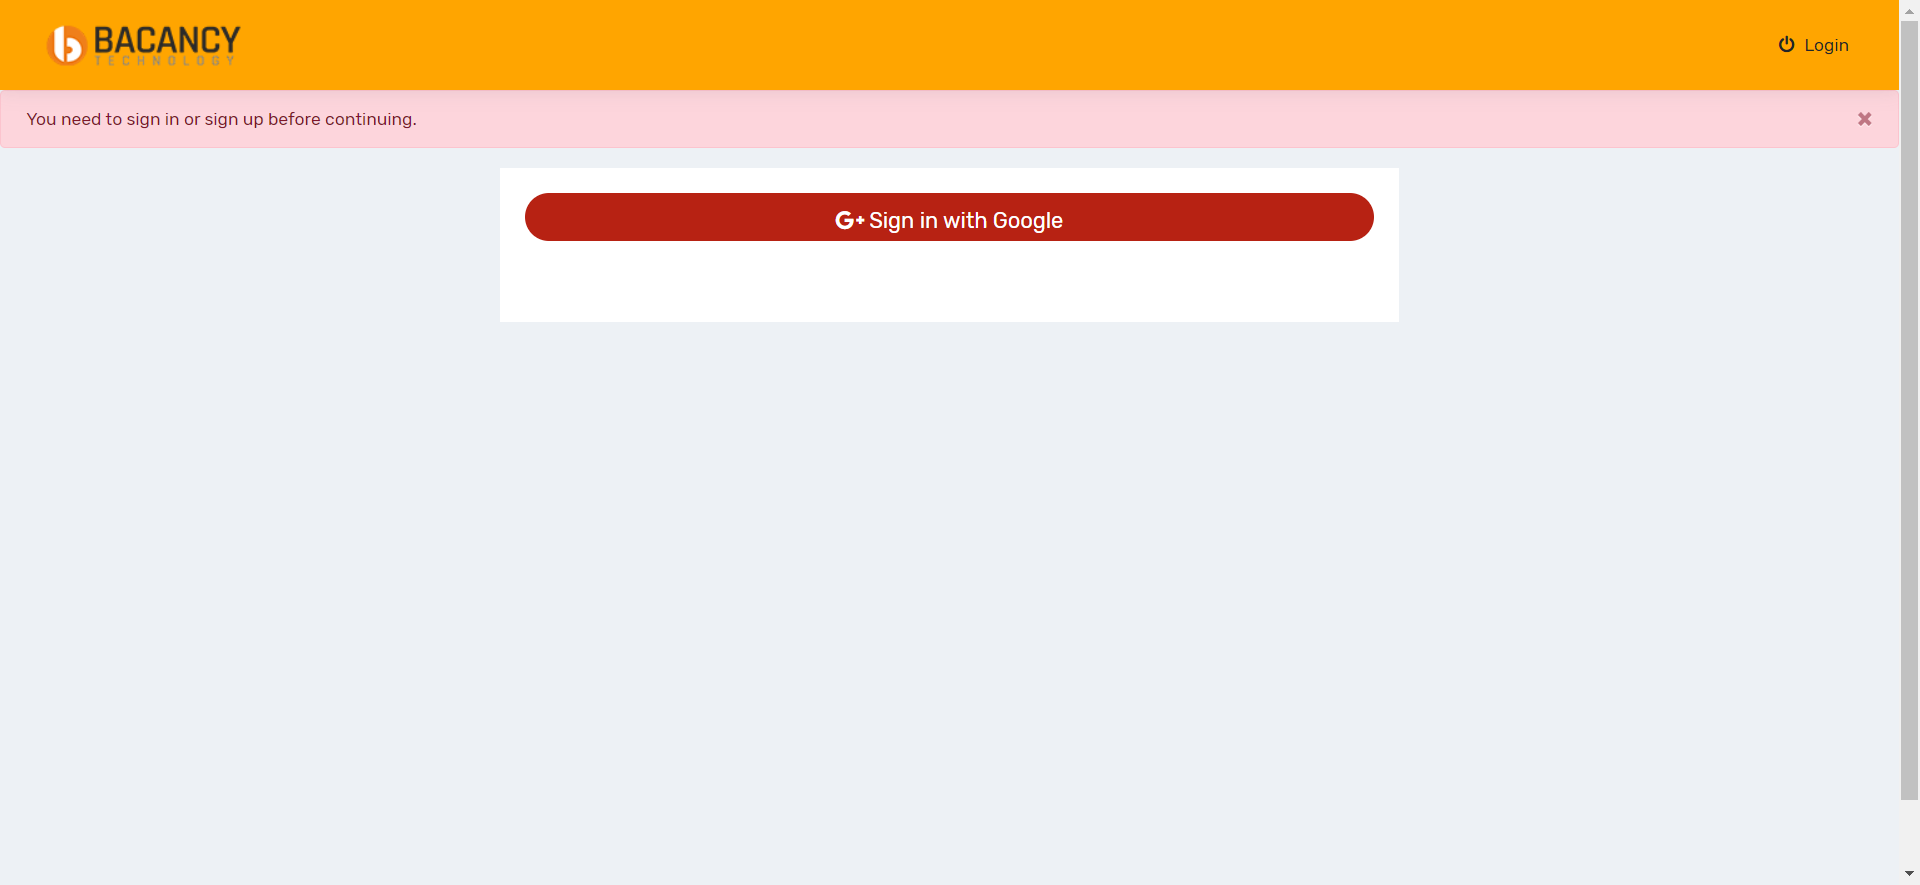 BACANCY
TECHNOLOGY
Login
You need to sign in or sign up before continuing.
Sign in with Google